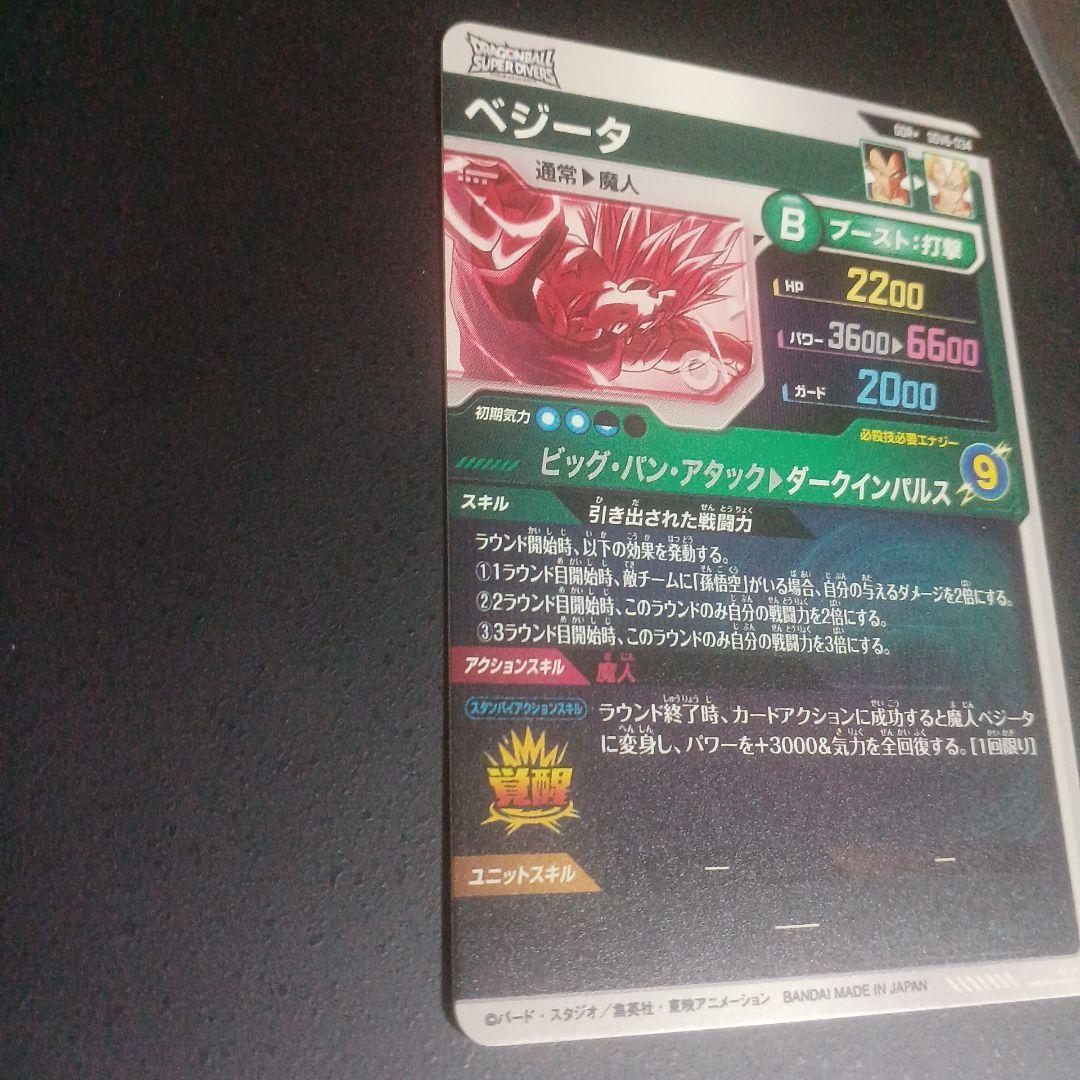 DRAGONBALL
SUPER DIVERS
ベジータ
通常▶魔人
B ブースト:打撃
HP 2200
パワー 3600▶6600
ガード 2000
初期気力
必殺技必要エナジー
9
ビッグ・バン・アタック▶ダークインパルス
スキル 引き出された戦闘力
ラウンド開始時、以下の効果を発動する。
①1ラウンド目開始時、敵チームに「孫悟空」がいる場合、自分の与えるダメージを2倍にする。
②2ラウンド目開始時、このラウンドのみ自分の戦闘力を2倍にする。
③3ラウンド目開始時、このラウンドのみ自分の戦闘力を3倍にする。
アクションスキル 魔人
スタンバイアクションスキル
覚醒
ラウンド終了時、カードアクションに成功すると魔人ベジータ
に変身し、パワーを+3000&気力を全回復する。[1回限り]
ユニットスキル
©バード・スタジオ/集英社・東映アニメーション BANDAI MADE IN JAPAN